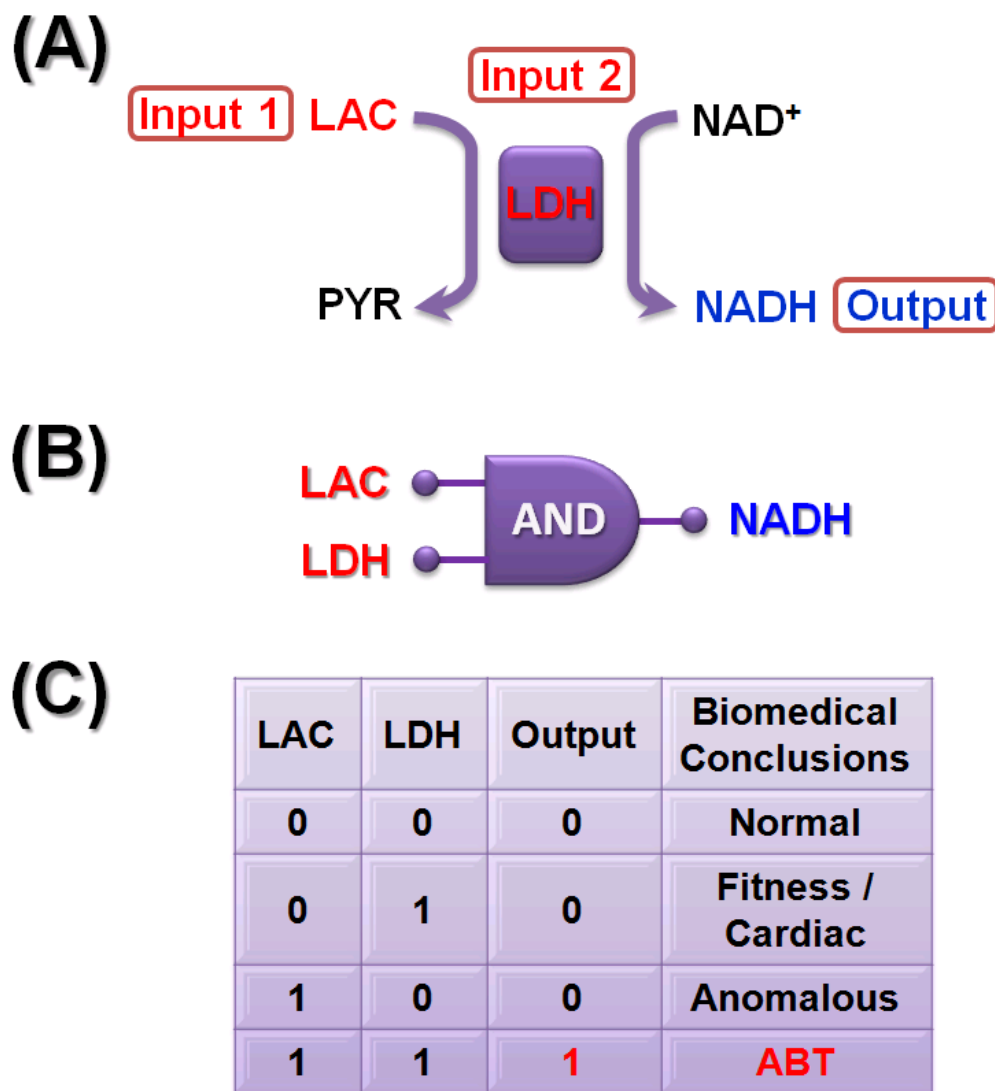 (A)
Input 2
Input 1 LAC NAD⁺
LDH
PYR NADH Output
(B)
LAC
AND NADH
LDH
(C)
LAC LDH Output Biomedical
Conclusions
0 0 0 Normal
0 1 0 Fitness /
Cardiac
1 0 0 Anomalous
1 1 1 ABT